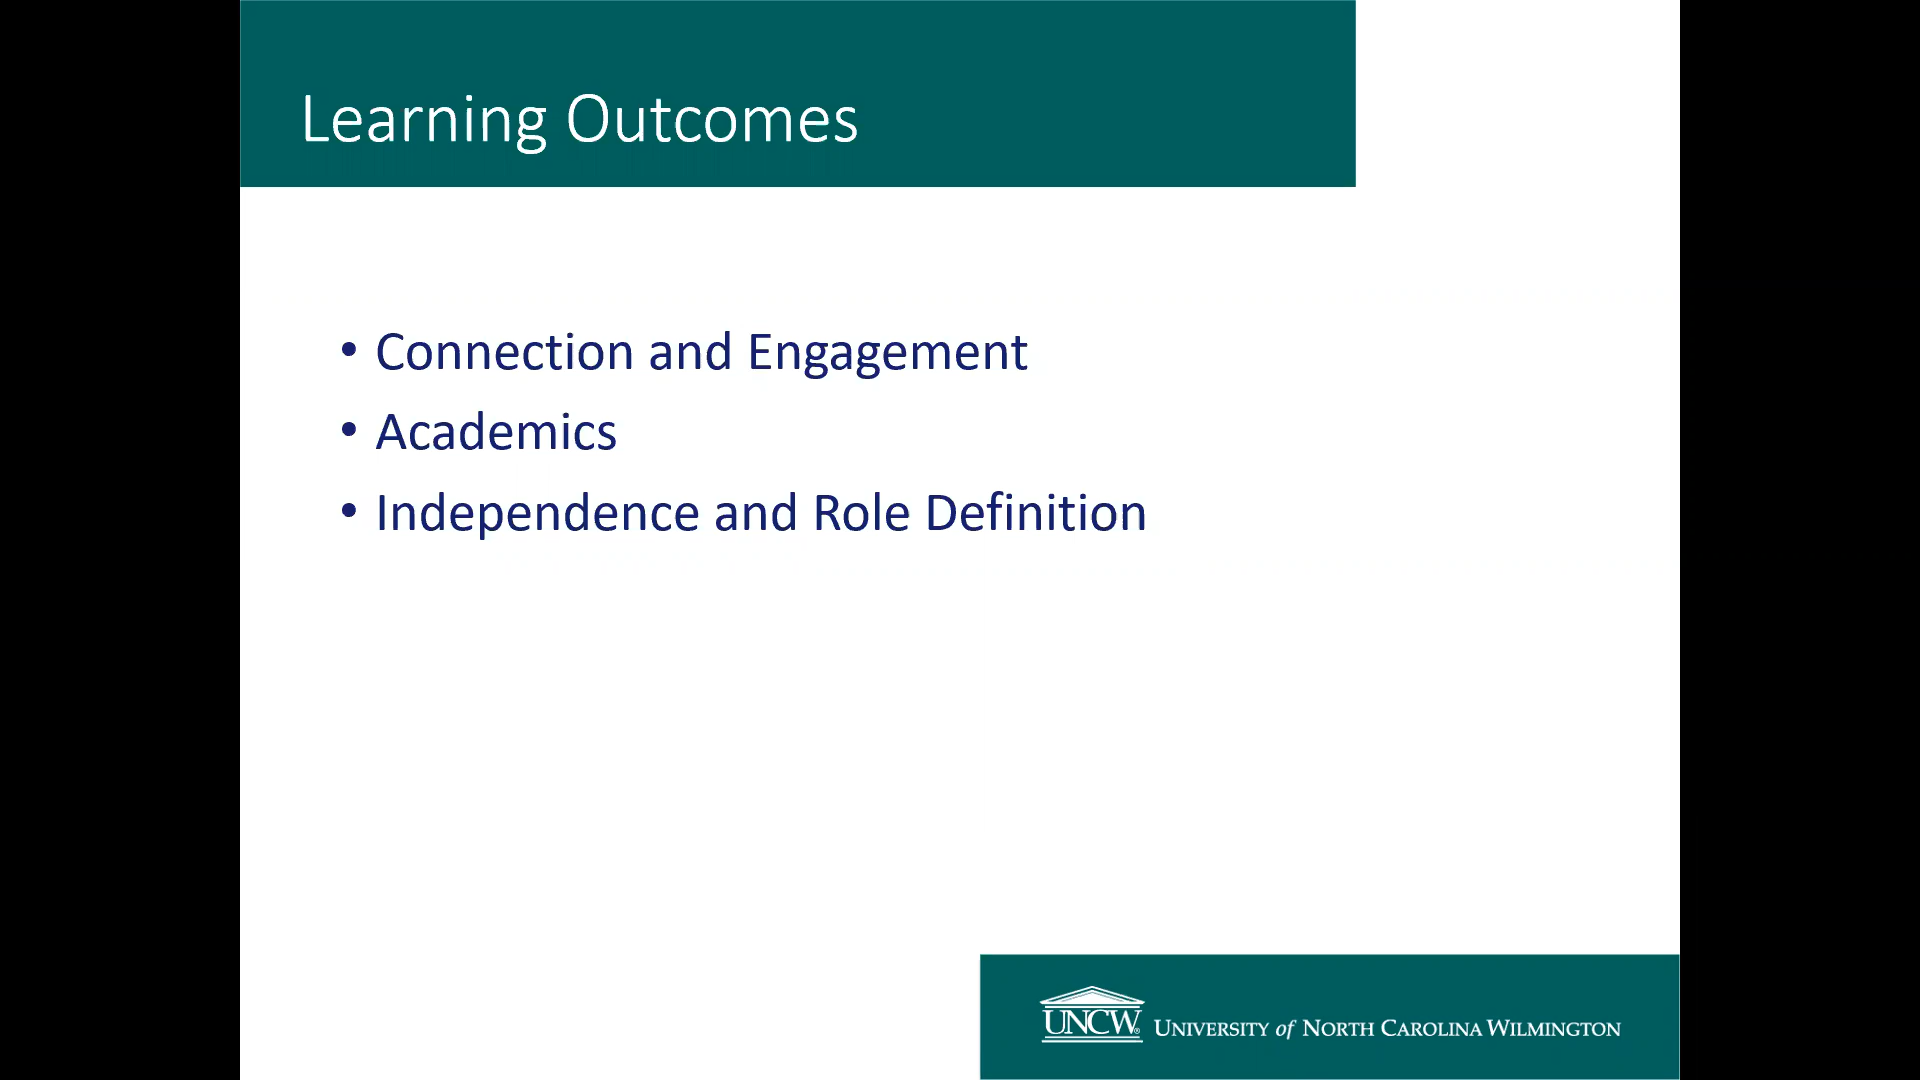 Learning Outcomes
• Connection and Engagement
• Academics
• Independence and Role Definition
UNCW® UNIVERSITY of NORTH CAROLINA WILMINGTON